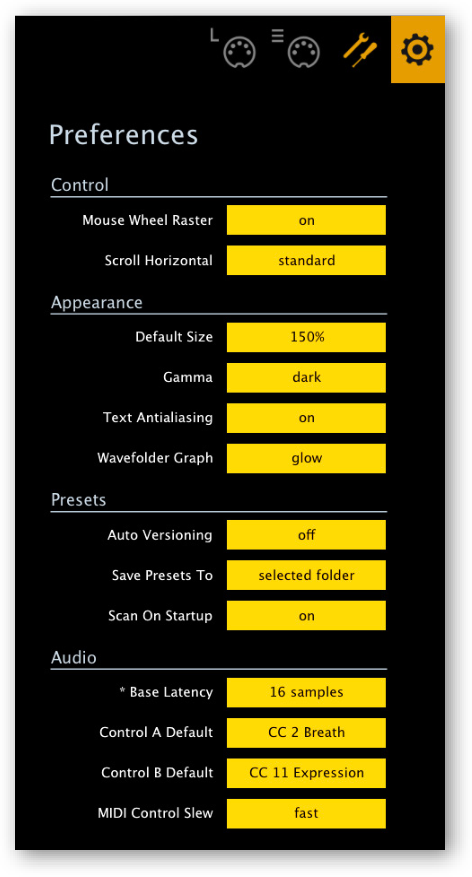 L
Preferences
Control
Mouse Wheel Raster on
Scroll Horizontal standard
Appearance
Default Size 150%
Gamma dark
Text Antialiasing on
Wavefolder Graph glow
Presets
Auto Versioning off
Save Presets To selected folder
Scan On Startup on
Audio
* Base Latency 16 samples
Control A Default CC 2 Breath
Control B Default CC 11 Expression
MIDI Control Slew fast